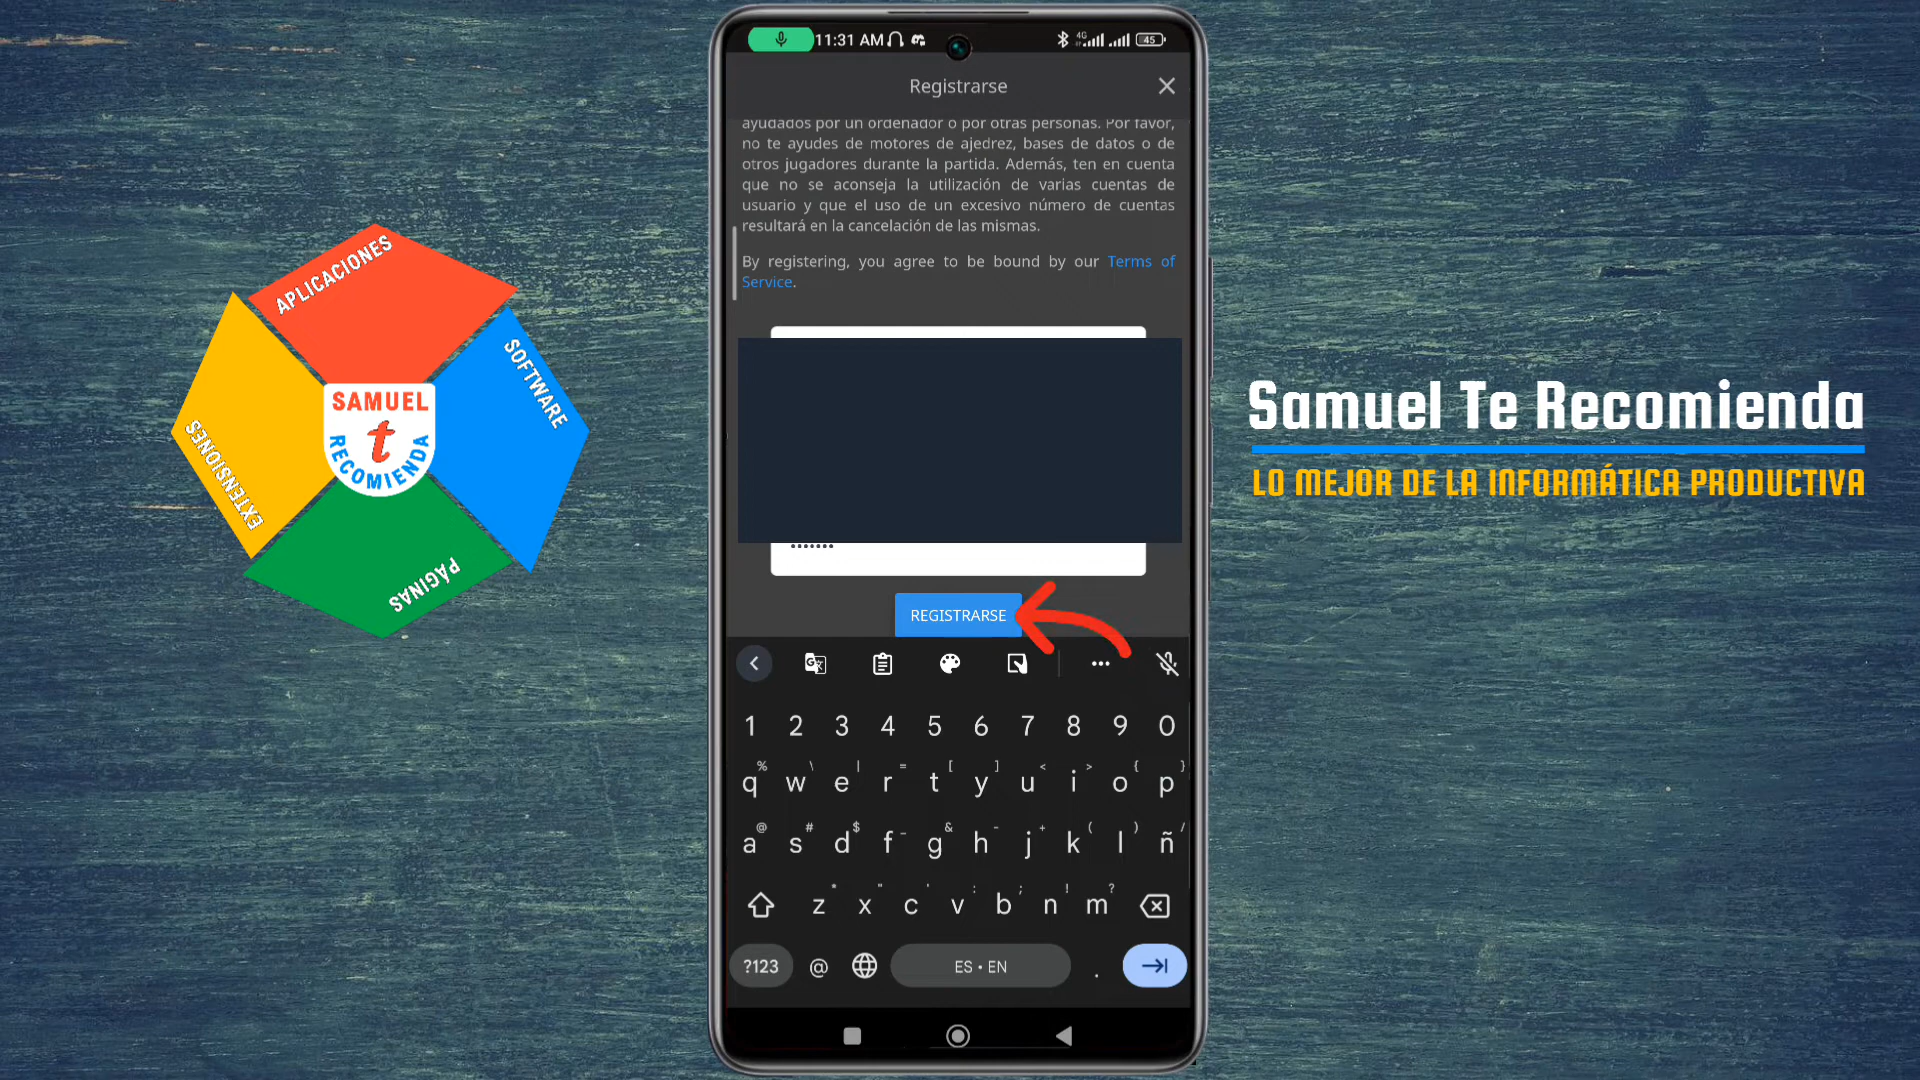 11:31 AM
4G
45
Registrarse
ayudados por un ordenador o por otras personas. Por favor,
no te ayudes de motores de ajedrez, bases de datos o de
otros jugadores durante la partida. Además, ten en cuenta
que no se aconseja la utilización de varias cuentas de
usuario y que el uso de un excesivo número de cuentas
resultará en la cancelación de las mismas.
By registering, you agree to be bound by our Terms of
Service.
•••••••
REGISTRARSE
1 2 3 4 5 6 7 8 9 0
% \ | = [ ] < > { }
q w e r t y u i o p
@ # $ _ & - + ( ) /
a s d f g h j k l ñ
* " ' : ; ! ?
z x c v b n m
?123 @ ES • EN .
APLICACIONES
SOFTWARE
EXTENSIONES
PÁGINAS
SAMUEL
t
RECOMIENDA
Samuel Te Recomienda
LO MEJOR DE LA INFORMÁTICA PRODUCTIVA